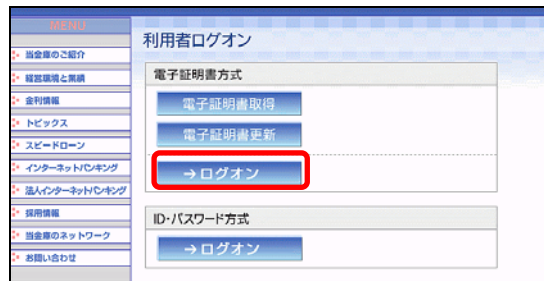 MENU
当金庫のご紹介
経営環境と業績
金利情報
トピックス
スピードローン
インターネットバンキング
法人インターネットバンキング
採用情報
当金庫のネットワーク
お問い合わせ
利用者ログオン
電子証明書方式
電子証明書取得
電子証明書更新
→ログオン
ID・パスワード方式
→ログオン